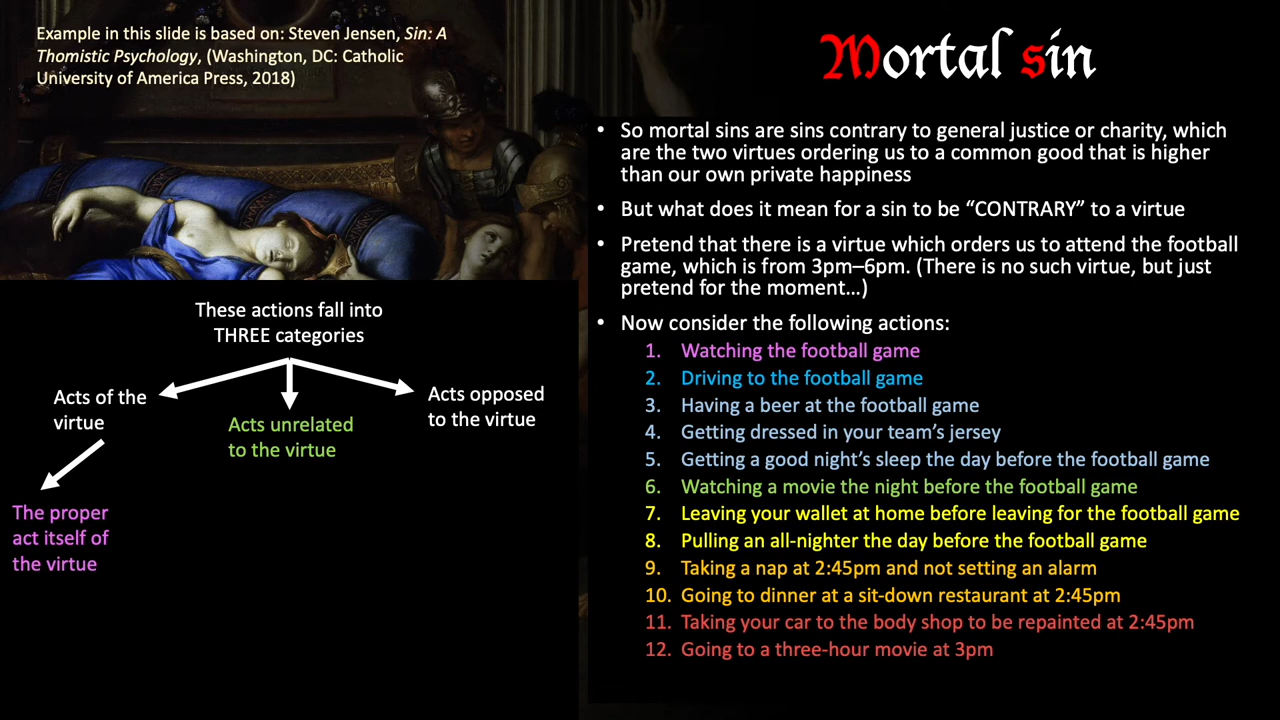 Example in this slide is based on: Steven Jensen, Sin: A
Thomistic Psychology, (Washington, DC: Catholic
University of America Press, 2018)
Mortal sin
• So mortal sins are sins contrary to general justice or charity, which
are the two virtues ordering us to a common good that is higher
than our own private happiness
• But what does it mean for a sin to be “CONTRARY” to a virtue
• Pretend that there is a virtue which orders us to attend the football
game, which is from 3pm–6pm. (There is no such virtue, but just
pretend for the moment…)
• Now consider the following actions:
1. Watching the football game
2. Driving to the football game
3. Having a beer at the football game
4. Getting dressed in your team’s jersey
5. Getting a good night’s sleep the day before the football game
6. Watching a movie the night before the football game
7. Leaving your wallet at home before leaving for the football game
8. Pulling an all-nighter the day before the football game
9. Taking a nap at 2:45pm and not setting an alarm
10. Going to dinner at a sit-down restaurant at 2:45pm
11. Taking your car to the body shop to be repainted at 2:45pm
12. Going to a three-hour movie at 3pm
These actions fall into
THREE categories
Acts of the
virtue
Acts unrelated
to the virtue
Acts opposed
to the virtue
The proper
act itself of
the virtue